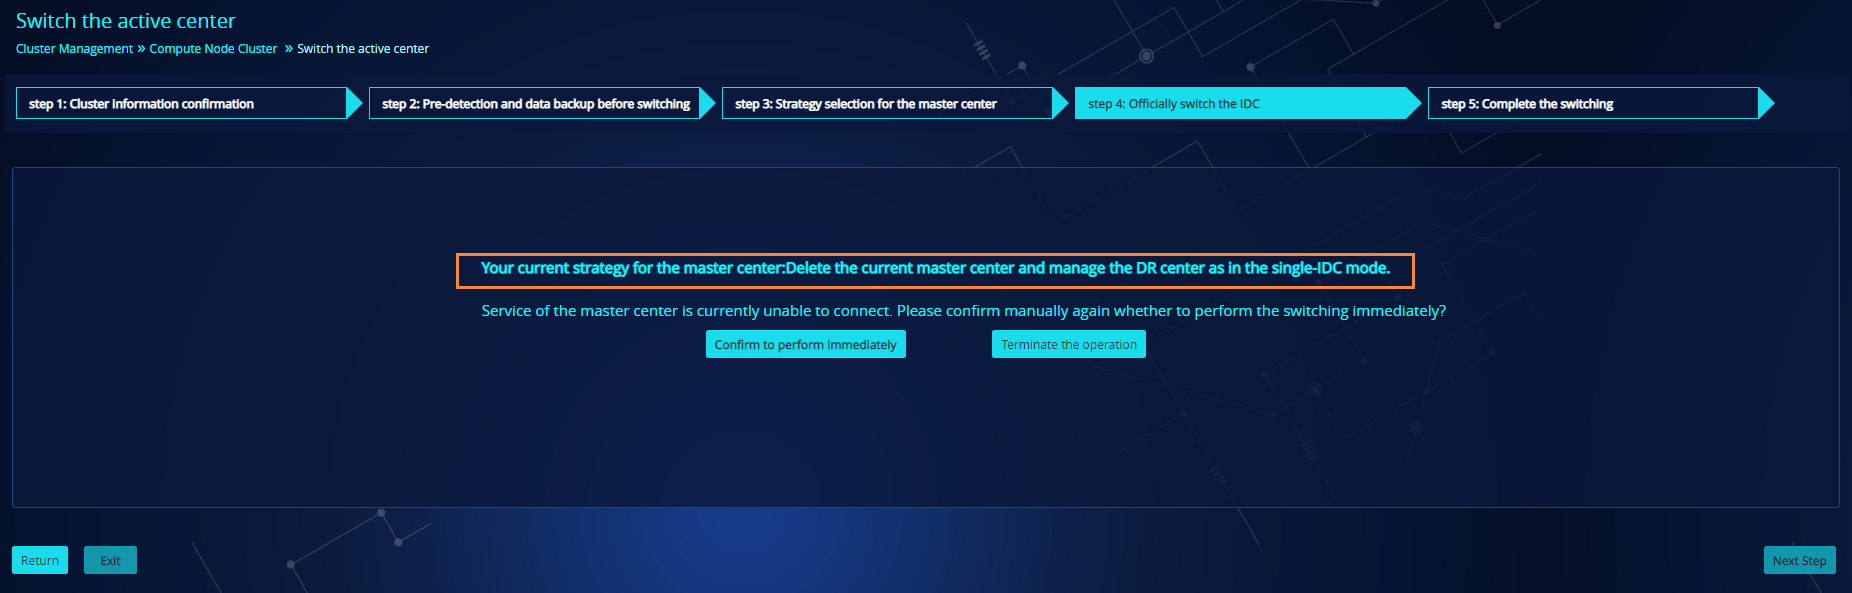 Switch the active center
Cluster Management » Compute Node Cluster » Switch the active center
step 1: Cluster information confirmation
step 2: Pre-detection and data backup before switching
step 3: Strategy selection for the master center
step 4: Officially switch the IDC
step 5: Complete the switching
Your current strategy for the master center:Delete the current master center and manage the DR center as in the single-IDC mode.
Service of the master center is currently unable to connect. Please confirm manually again whether to perform the switching immediately?
Confirm to perform immediately
Terminate the operation
Return
Exit
Next Step